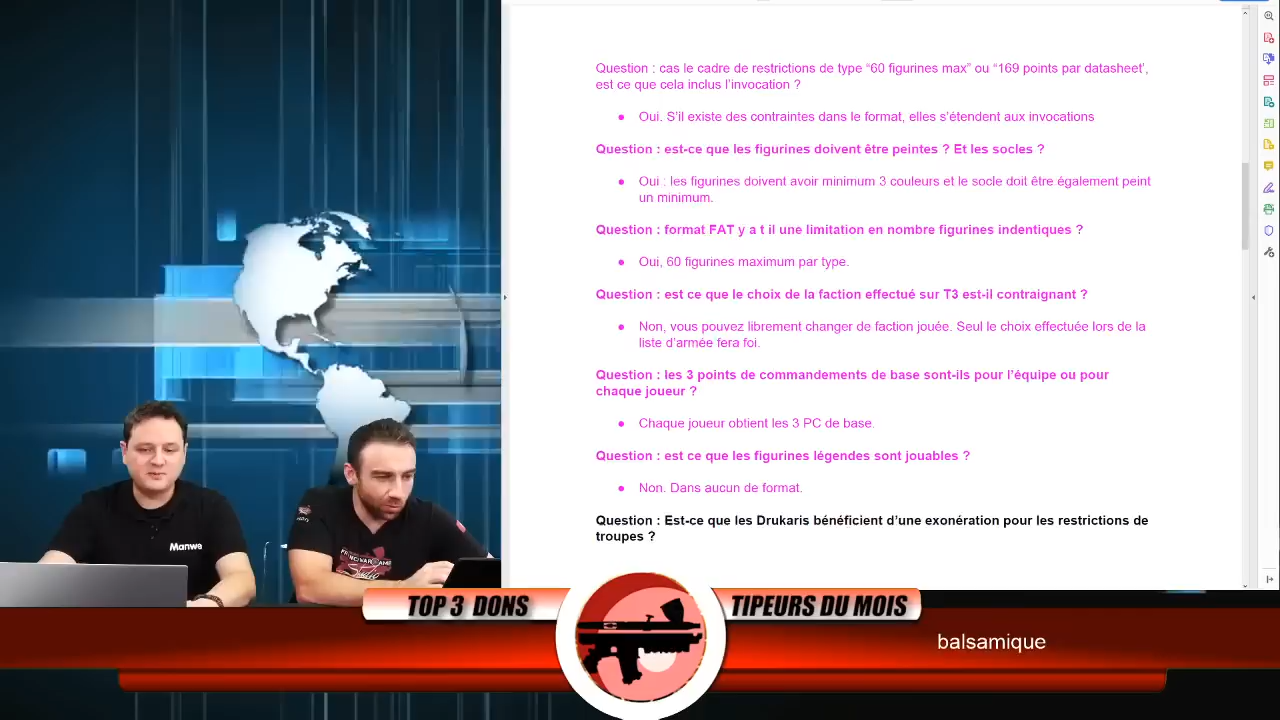 Question : cas le cadre de restrictions de type “60 figurines max” ou “169 points par datasheet’,
est ce que cela inclus l’invocation ?
● Oui. S’il existe des contraintes dans le format, elles s’étendent aux invocations
Question : est-ce que les figurines doivent être peintes ? Et les socles ?
● Oui : les figurines doivent avoir minimum 3 couleurs et le socle doit être également peint
un minimum.
Question : format FAT y a t il une limitation en nombre figurines indentiques ?
● Oui, 60 figurines maximum par type.
Question : est ce que le choix de la faction effectué sur T3 est-il contraignant ?
● Non, vous pouvez librement changer de faction jouée. Seul le choix effectuée lors de la
liste d’armée fera foi.
Question : les 3 points de commandements de base sont-ils pour l’équipe ou pour
chaque joueur ?
● Chaque joueur obtient les 3 PC de base.
Question : est ce que les figurines légendes sont jouables ?
● Non. Dans aucun de format.
Question : Est-ce que les Drukaris bénéficient d’une exonération pour les restrictions de
troupes ?
Manwe
Studio
TOP 3 DONS
TIPEURS DU MOIS
balsamique